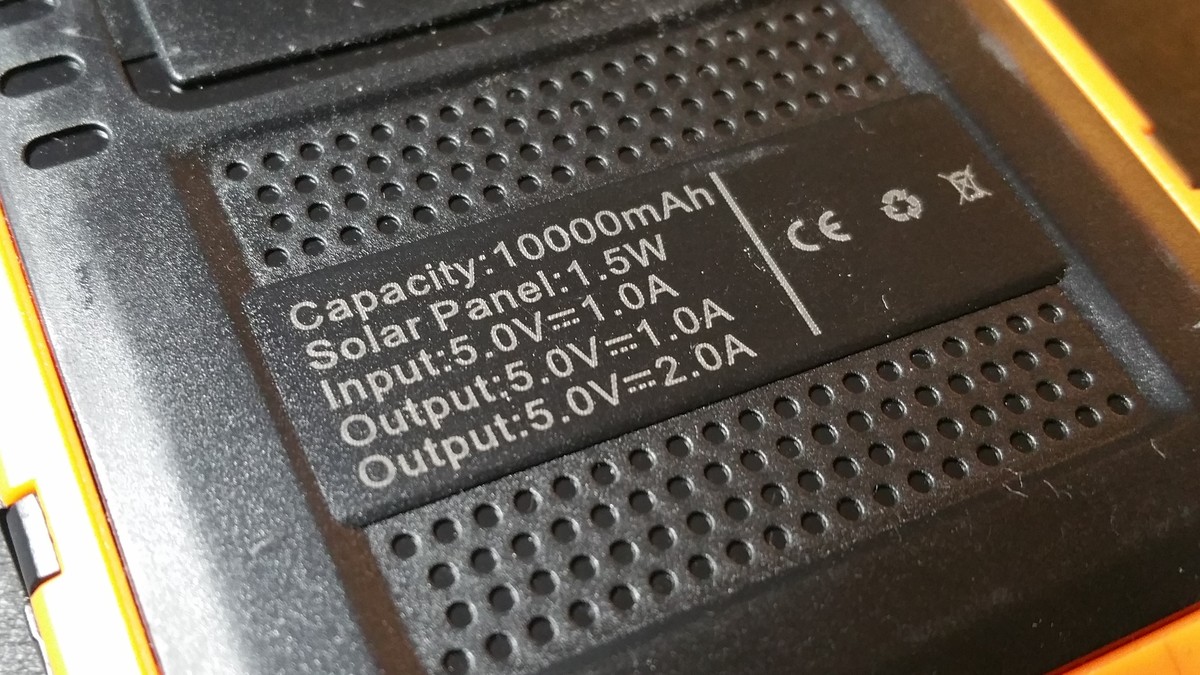 Capacity:10000mAh
Solar Panel:1.5W
Input:5.0V⎓1.0A
Output:5.0V⎓1.0A
Output:5.0V⎓2.0A
CE